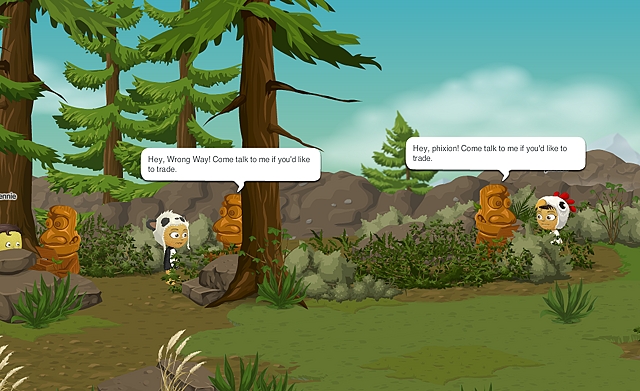 Hey, Wrong Way! Come talk to me if you'd like
to trade.
Hey, phixion! Come talk to me if you'd like to
trade.
ennie